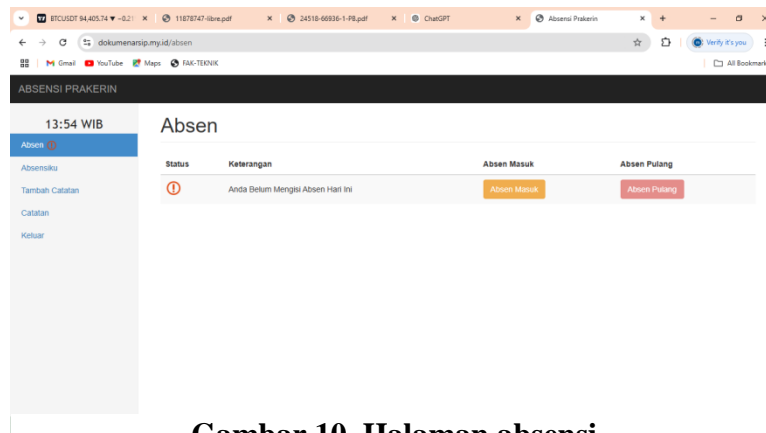 BTCUSDT 94,405.74 ▼ −0.21
11878747-libre.pdf
24518-66936-1-PB.pdf
ChatGPT
Absensi Prakerin
dokumenarsip.my.id/absen
Verify it's you
Gmail YouTube Maps FAK-TEKNIK
All Bookmark
ABSENSI PRAKERIN
13:54 WIB
Absen
Absensiku
Tambah Catatan
Catatan
Keluar
Absen
Status Keterangan Absen Masuk Absen Pulang
Anda Belum Mengisi Absen Hari Ini Absen Masuk Absen Pulang
Gambar 10. Halaman absensi